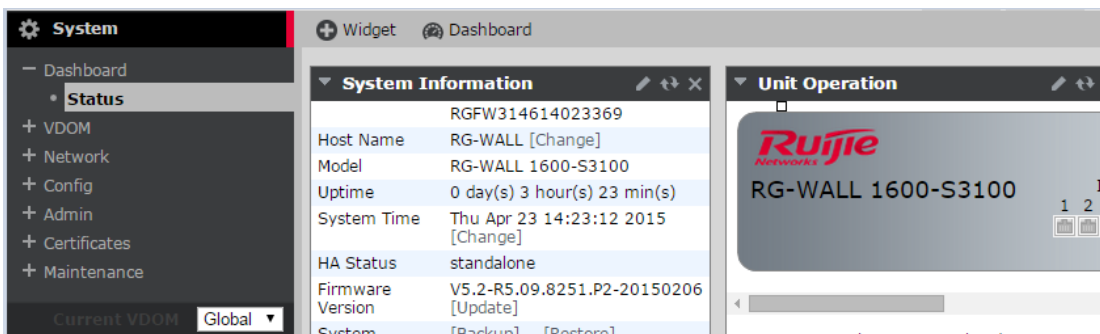 System
Dashboard
Status
VDOM
Network
Config
Admin
Certificates
Maintenance
Current VDOM Global
Widget Dashboard
System Information
RGFW314614023369
Host Name RG-WALL [Change]
Model RG-WALL 1600-S3100
Uptime 0 day(s) 3 hour(s) 23 min(s)
System Time Thu Apr 23 14:23:12 2015
[Change]
HA Status standalone
Firmware V5.2-R5.09.8251.P2-20150206
Version [Update]
System [Backup] [Restore]
Unit Operation
Ruijie
Networks
RG-WALL 1600-S3100
1 2